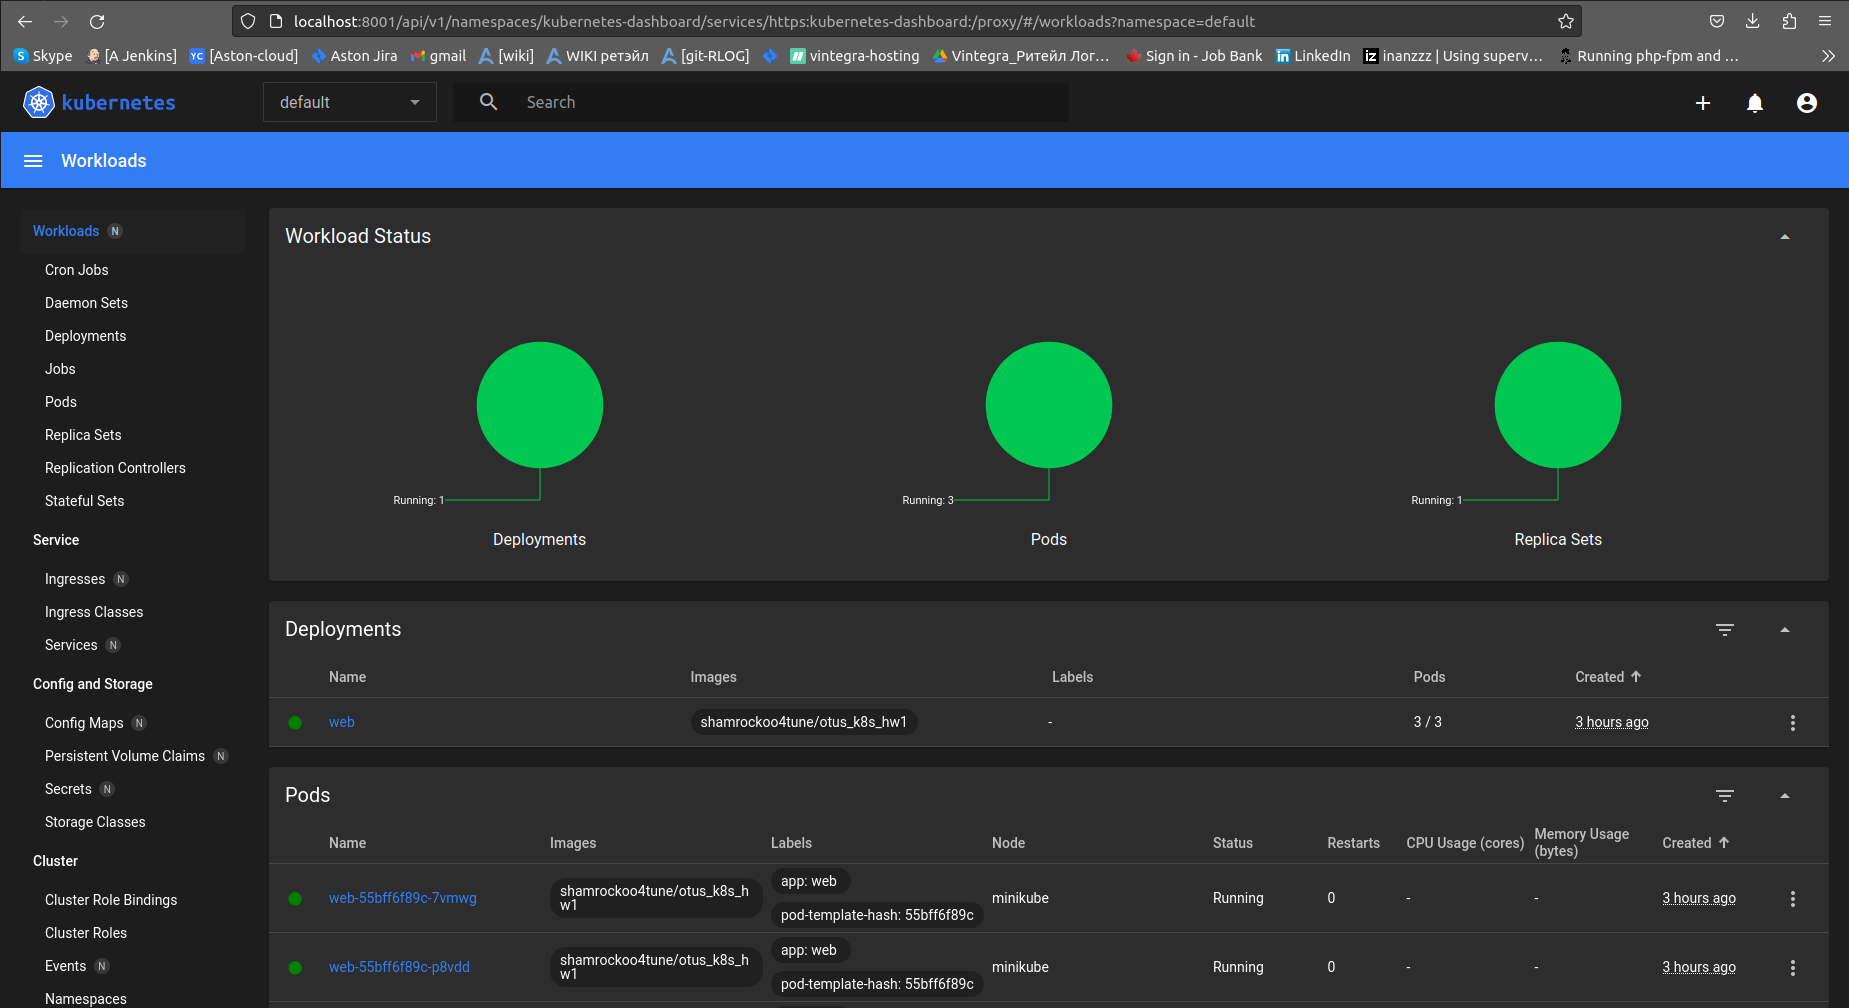 localhost:8001/api/v1/namespaces/kubernetes-dashboard/services/https:kubernetes-dashboard:/proxy/#/workloads?namespace=default
Skype [A Jenkins] YC [Aston-cloud] Aston Jira gmail [wiki] WIKI ретэйл [git-RLOG] vintegra-hosting Vintegra_Ритейл Лог… Sign in - Job Bank in LinkedIn iz inanzzz | Using superv… Running php-fpm and …
kubernetes default Search
Workloads
Workloads N
Cron Jobs
Daemon Sets
Deployments
Jobs
Pods
Replica Sets
Replication Controllers
Stateful Sets
Service
Ingresses N
Ingress Classes
Services N
Config and Storage
Config Maps N
Persistent Volume Claims N
Secrets N
Storage Classes
Cluster
Cluster Role Bindings
Cluster Roles
Events N
Namespaces
Workload Status
Running: 1 Running: 3 Running: 1
Deployments Pods Replica Sets
Deployments
Name Images Labels Pods Created
web shamrockoo4tune/otus_k8s_hw1 - 3 / 3 3 hours ago
Pods
Name Images Labels Node Status Restarts CPU Usage (cores) Memory Usage (bytes) Created
web-55bff6f89c-7vmwg shamrockoo4tune/otus_k8s_h app: web minikube Running 0 - - 3 hours ago
w1 pod-template-hash: 55bff6f89c
web-55bff6f89c-p8vdd shamrockoo4tune/otus_k8s_h app: web minikube Running 0 - - 3 hours ago
w1 pod-template-hash: 55bff6f89c